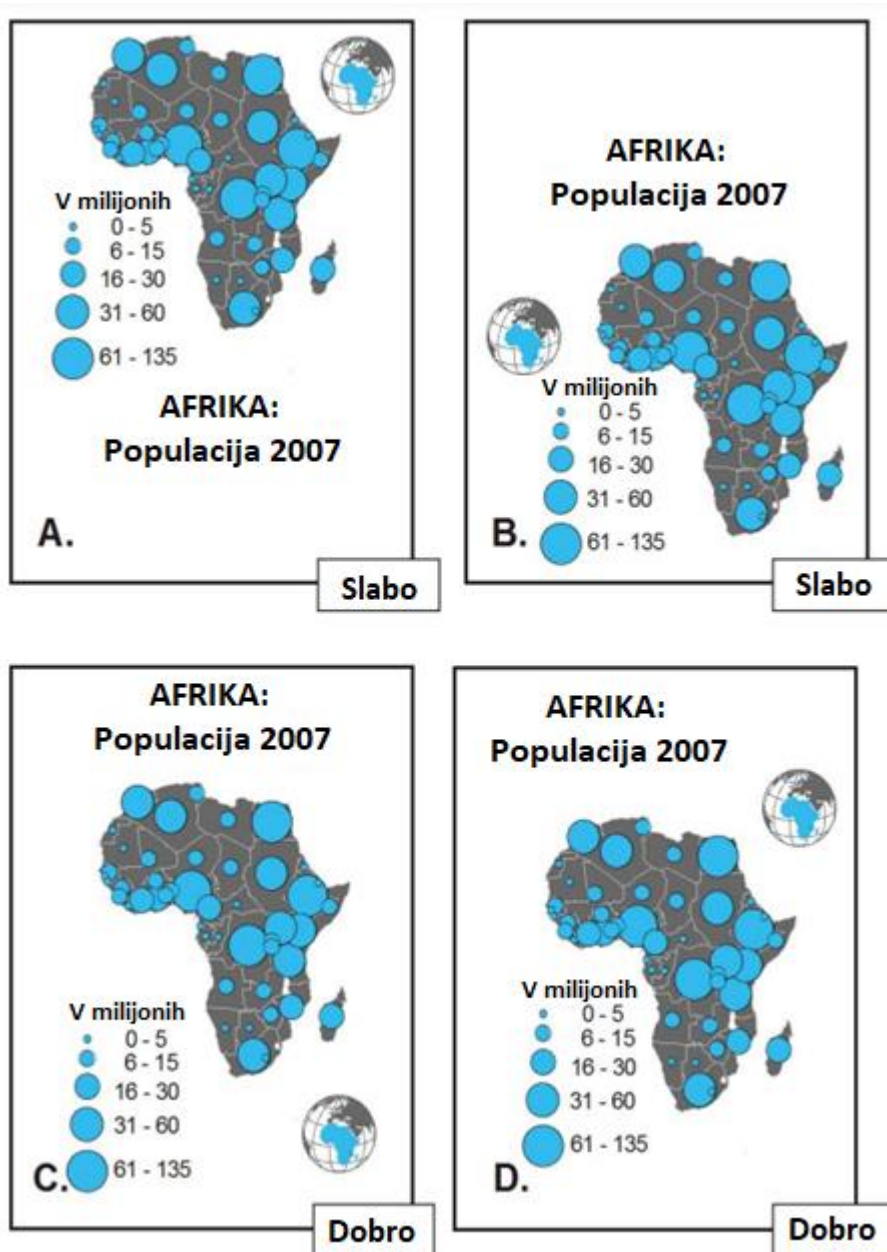 V milijonih
0 - 5
6 - 15
16 - 30
31 - 60
61 - 135
AFRIKA:
Populacija 2007
A.
Slabo
AFRIKA:
Populacija 2007
V milijonih
0 - 5
6 - 15
16 - 30
31 - 60
61 - 135
B.
Slabo
AFRIKA:
Populacija 2007
V milijonih
0 - 5
6 - 15
16 - 30
31 - 60
61 - 135
C.
Dobro
AFRIKA:
Populacija 2007
V milijonih
0 - 5
6 - 15
16 - 30
31 - 60
61 - 135
D.
Dobro